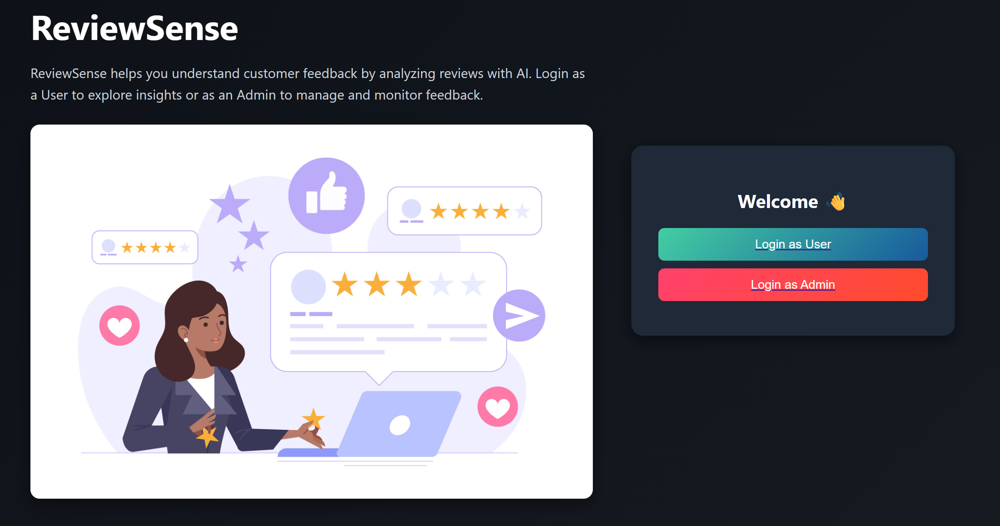 ReviewSense
ReviewSense helps you understand customer feedback by analyzing reviews with AI. Login as
a User to explore insights or as an Admin to manage and monitor feedback.
Welcome 👋
Login as User
Login as Admin